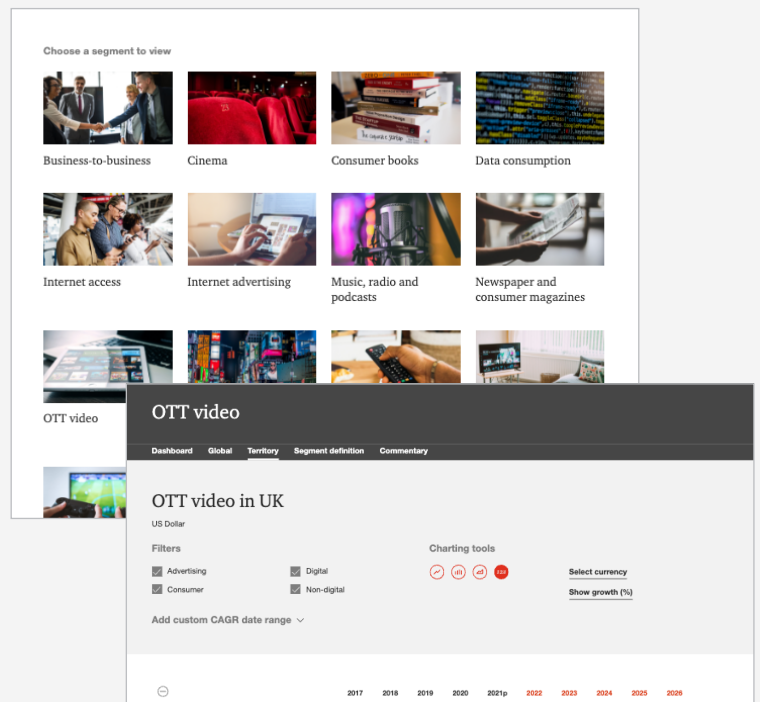 Choose a segment to view
Business-to-business
Cinema
Consumer books
Data consumption
Internet access
Internet advertising
Music, radio and
podcasts
Newspaper and
consumer magazines
OTT video
OTT video
Dashboard Global Territory Segment definition Commentary
OTT video in UK
US Dollar
Filters
Charting tools
Advertising
Digital
Consumer
Non-digital
Select currency
Show growth (%)
Add custom CAGR date range
2017 2018 2019 2020 2021p 2022 2023 2024 2025 2026